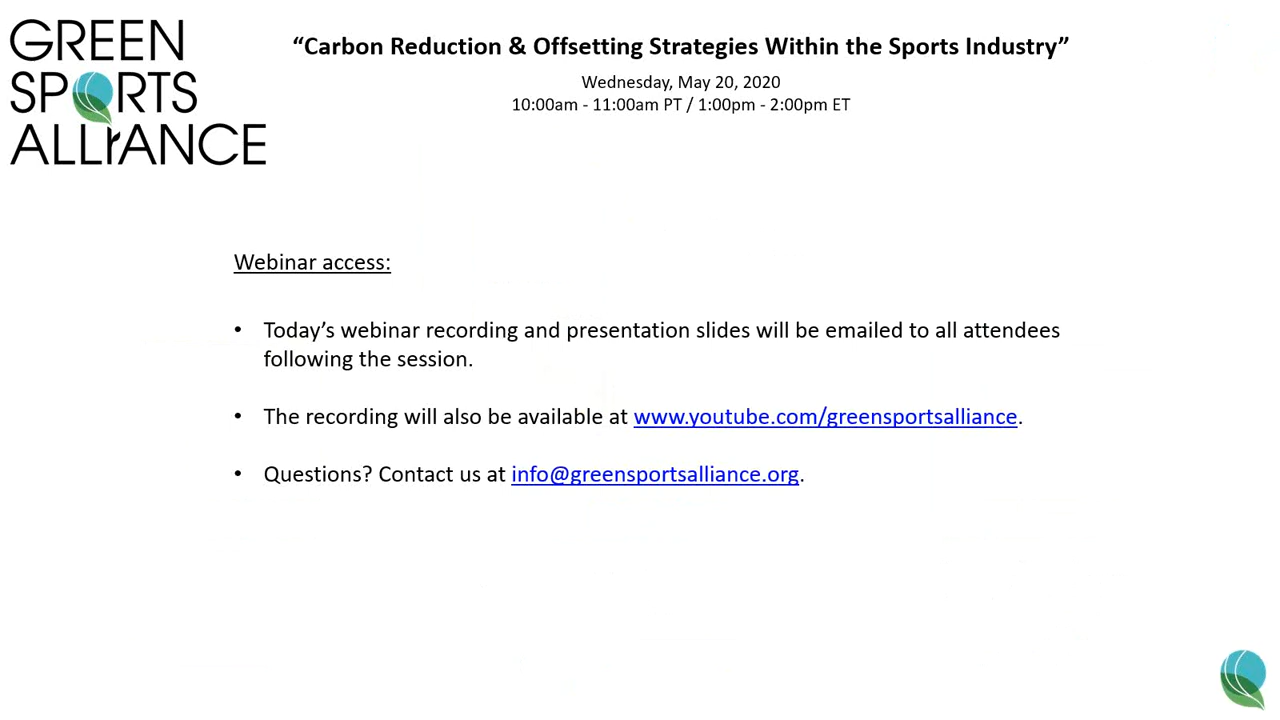 GREEN
SPORTS
ALLIANCE
“Carbon Reduction & Offsetting Strategies Within the Sports Industry”
Wednesday, May 20, 2020
10:00am - 11:00am PT / 1:00pm - 2:00pm ET
Webinar access:
• Today’s webinar recording and presentation slides will be emailed to all attendees
following the session.
• The recording will also be available at www.youtube.com/greensportsalliance.
• Questions? Contact us at info@greensportsalliance.org.